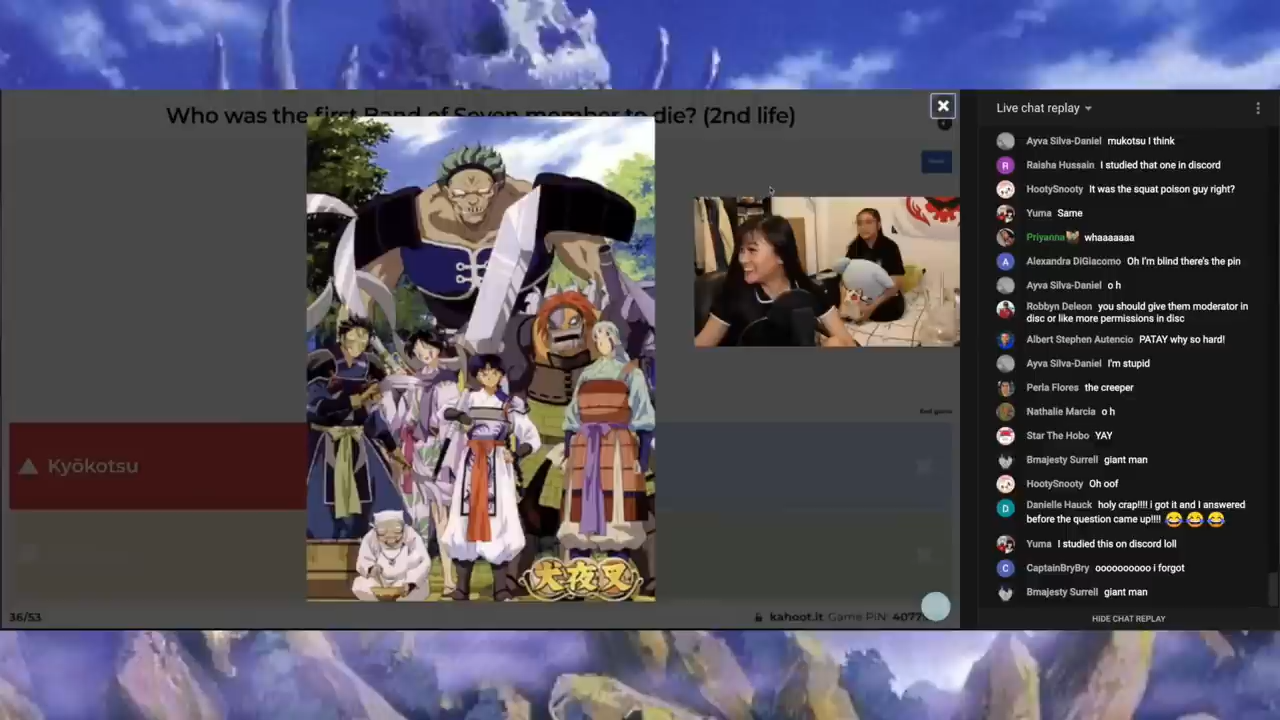 Who was the first Band of Seven member to die? (2nd life)
Kyōkotsu
犬夜叉
36/53
kahoot.it Game PIN:
Live chat replay
Ayva Silva-Daniel mukotsu I think
Raisha Hussain I studied that one in discord
HootySnooty It was the squat poison guy right?
Yuma Same
Priyanna whaaaaaaa
Alexandra DiGiacomo Oh I'm blind there's the pin
Ayva Silva-Daniel o h
Robbyn Deleon you should give them moderator in
disc or like more permissions in disc
Albert Stephen Autencio PATAY why so hard!
Ayva Silva-Daniel I'm stupid
Perla Flores the creeper
Nathalie Marcia o h
Star The Hobo YAY
Bmajesty Surrell giant man
HootySnooty Oh oof
Danielle Hauck holy crap!!!! i got it and I answered
before the question came up!!!! 😂 😂 😂
Yuma I studied this on discord loll
CaptainBryBry oooooooooo i forgot
Bmajesty Surrell giant man
HIDE CHAT REPLAY